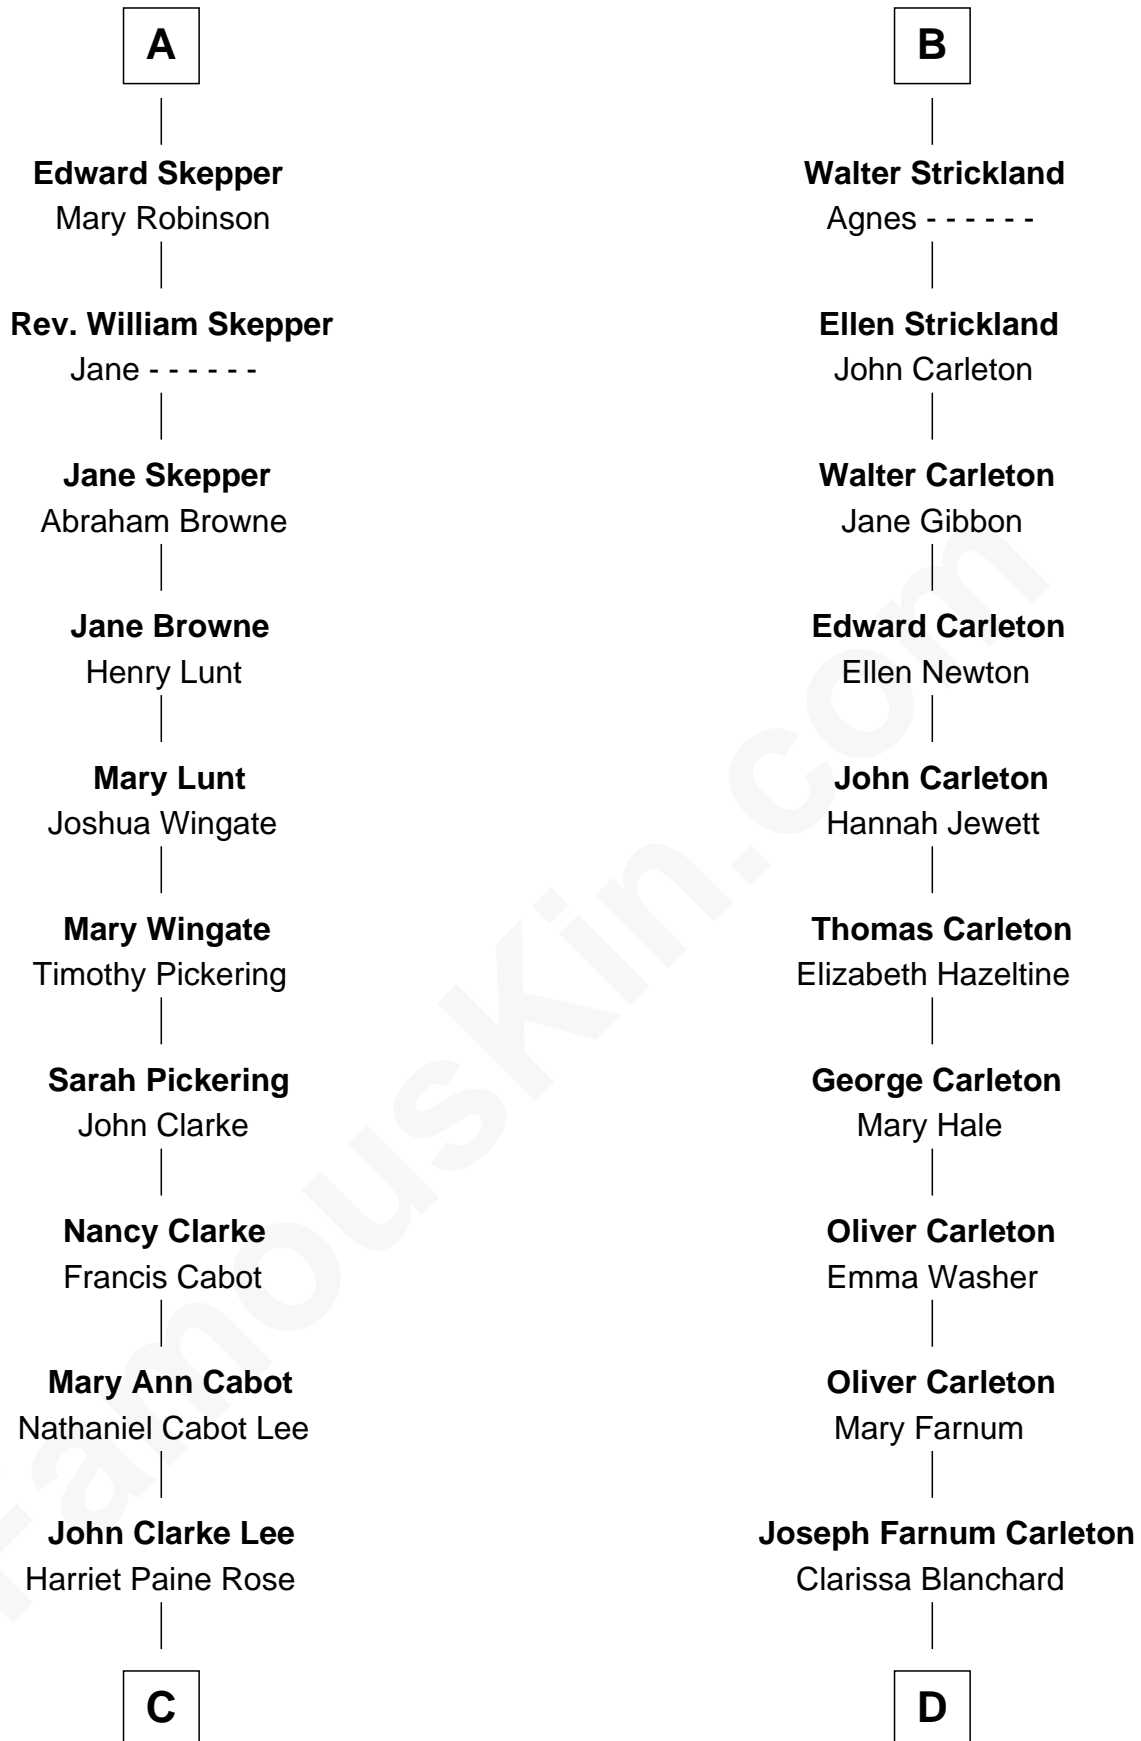 A
Edward Skepper
Mary Robinson
Rev. William Skepper
Jane - - - - - -
Jane Skepper
Abraham Browne
Jane Browne
Henry Lunt
Mary Lunt
Joshua Wingate
Mary Wingate
Timothy Pickering
Sarah Pickering
John Clarke
Nancy Clarke
Francis Cabot
Mary Ann Cabot
Nathaniel Cabot Lee
John Clarke Lee
Harriet Paine Rose
C
B
Walter Strickland
Agnes - - - - - -
Ellen Strickland
John Carleton
Walter Carleton
Jane Gibbon
Edward Carleton
Ellen Newton
John Carleton
Hannah Jewett
Thomas Carleton
Elizabeth Hazeltine
George Carleton
Mary Hale
Oliver Carleton
Emma Washer
Oliver Carleton
Mary Farnum
Joseph Farnum Carleton
Clarissa Blanchard
D
FamousKin.com